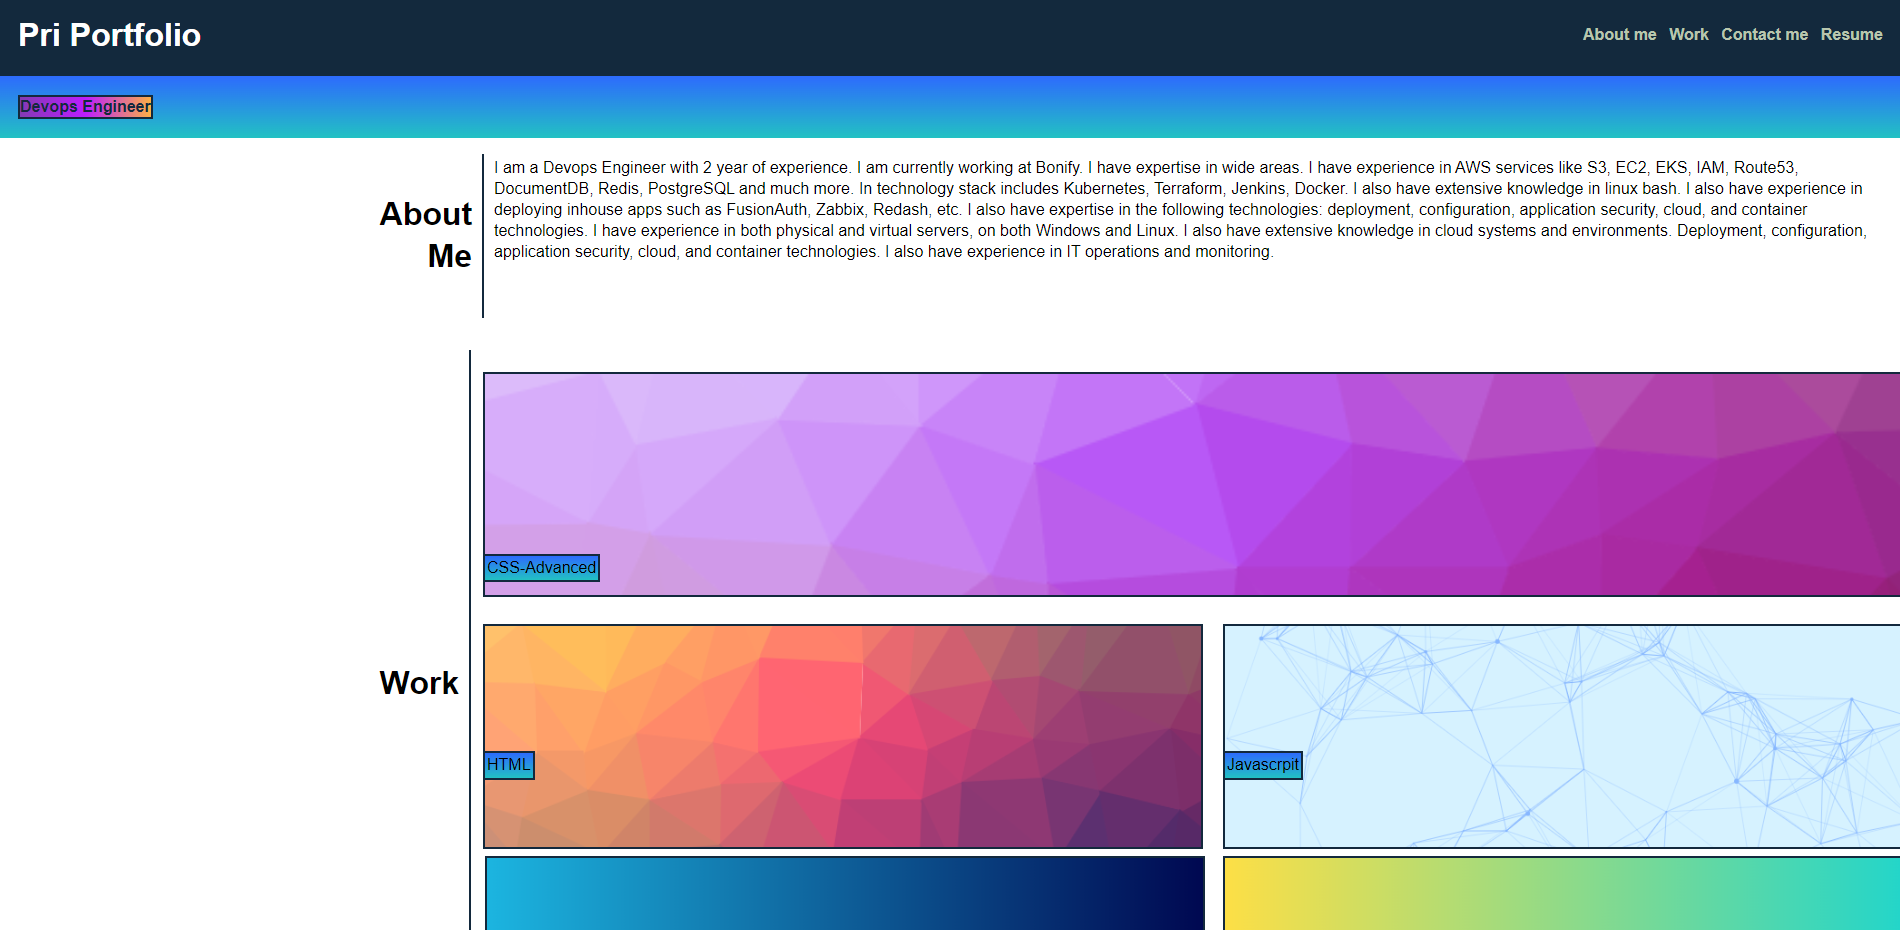 Pri Portfolio
About me Work Contact me Resume
Devops Engineer
About
Me
I am a Devops Engineer with 2 year of experience. I am currently working at Bonify. I have expertise in wide areas. I have experience in AWS services like S3, EC2, EKS, IAM, Route53,
DocumentDB, Redis, PostgreSQL and much more. In technology stack includes Kubernetes, Terraform, Jenkins, Docker. I also have extensive knowledge in linux bash. I also have experience in
deploying inhouse apps such as FusionAuth, Zabbix, Redash, etc. I also have expertise in the following technologies: deployment, configuration, application security, cloud, and container
technologies. I have experience in both physical and virtual servers, on both Windows and Linux. I also have extensive knowledge in cloud systems and environments. Deployment, configuration,
application security, cloud, and container technologies. I also have experience in IT operations and monitoring.
Work
CSS-Advanced
HTML
Javascrpit